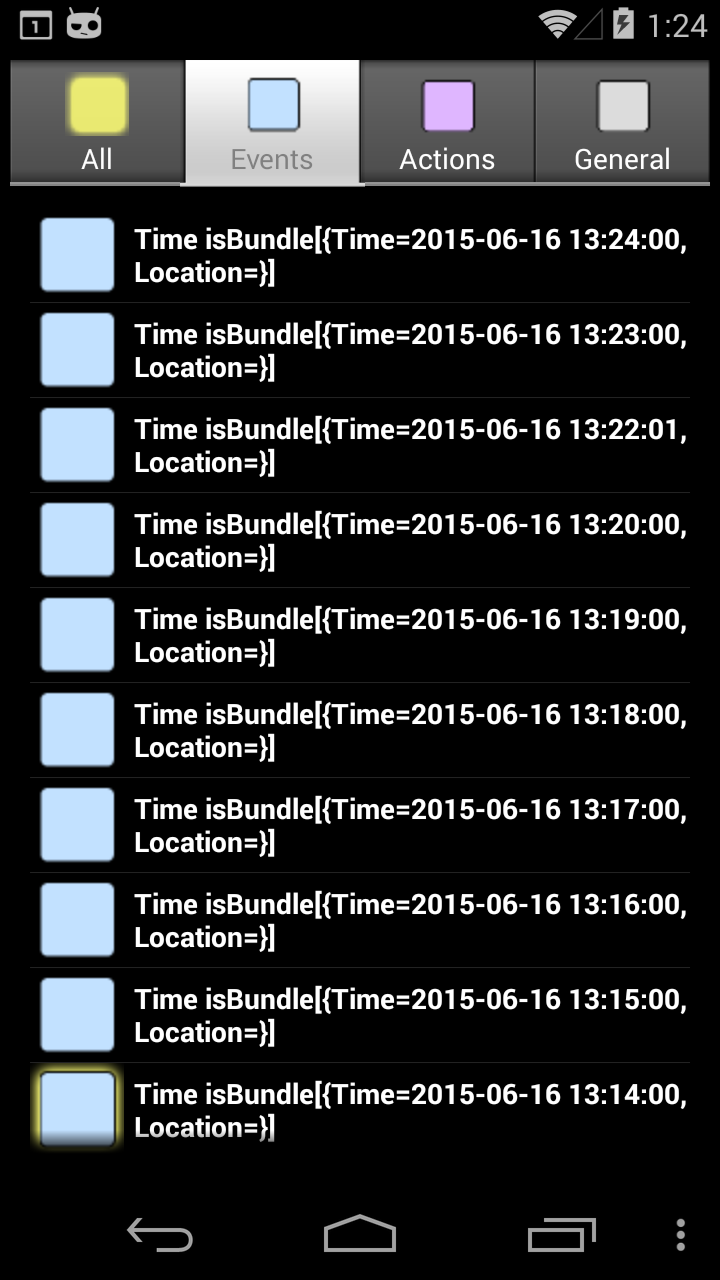 1
1:24
All
Events
Actions
General
Time isBundle[{Time=2015-06-16 13:24:00,
Location=}]
Time isBundle[{Time=2015-06-16 13:23:00,
Location=}]
Time isBundle[{Time=2015-06-16 13:22:01,
Location=}]
Time isBundle[{Time=2015-06-16 13:20:00,
Location=}]
Time isBundle[{Time=2015-06-16 13:19:00,
Location=}]
Time isBundle[{Time=2015-06-16 13:18:00,
Location=}]
Time isBundle[{Time=2015-06-16 13:17:00,
Location=}]
Time isBundle[{Time=2015-06-16 13:16:00,
Location=}]
Time isBundle[{Time=2015-06-16 13:15:00,
Location=}]
Time isBundle[{Time=2015-06-16 13:14:00,
Location=}]